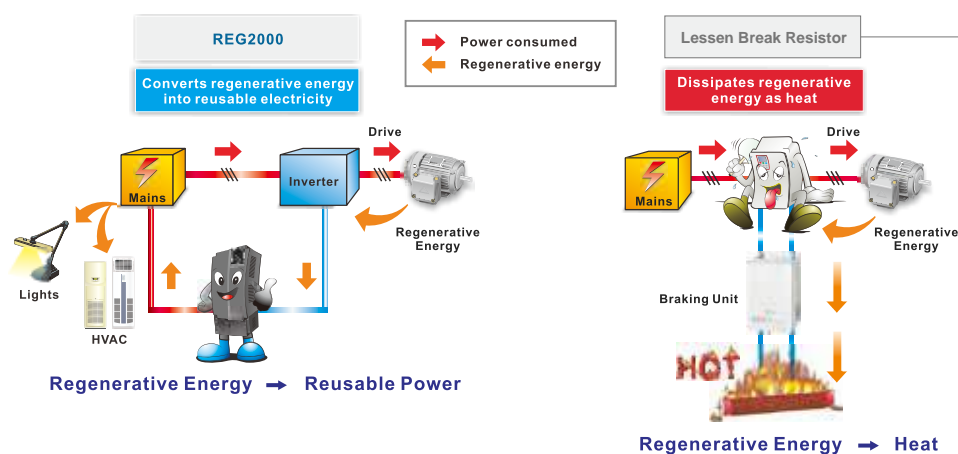 REG2000
Converts regenerative energy
into reusable electricity
Power consumed
Regenerative energy
Lessen Break Resistor
Dissipates regenerative
energy as heat
Drive
Mains
Inverter
Regenerative
Energy
Lights
HVAC
Regenerative Energy → Reusable Power
Drive
Mains
Regenerative
Energy
Braking Unit
HOT
Regenerative Energy → Heat